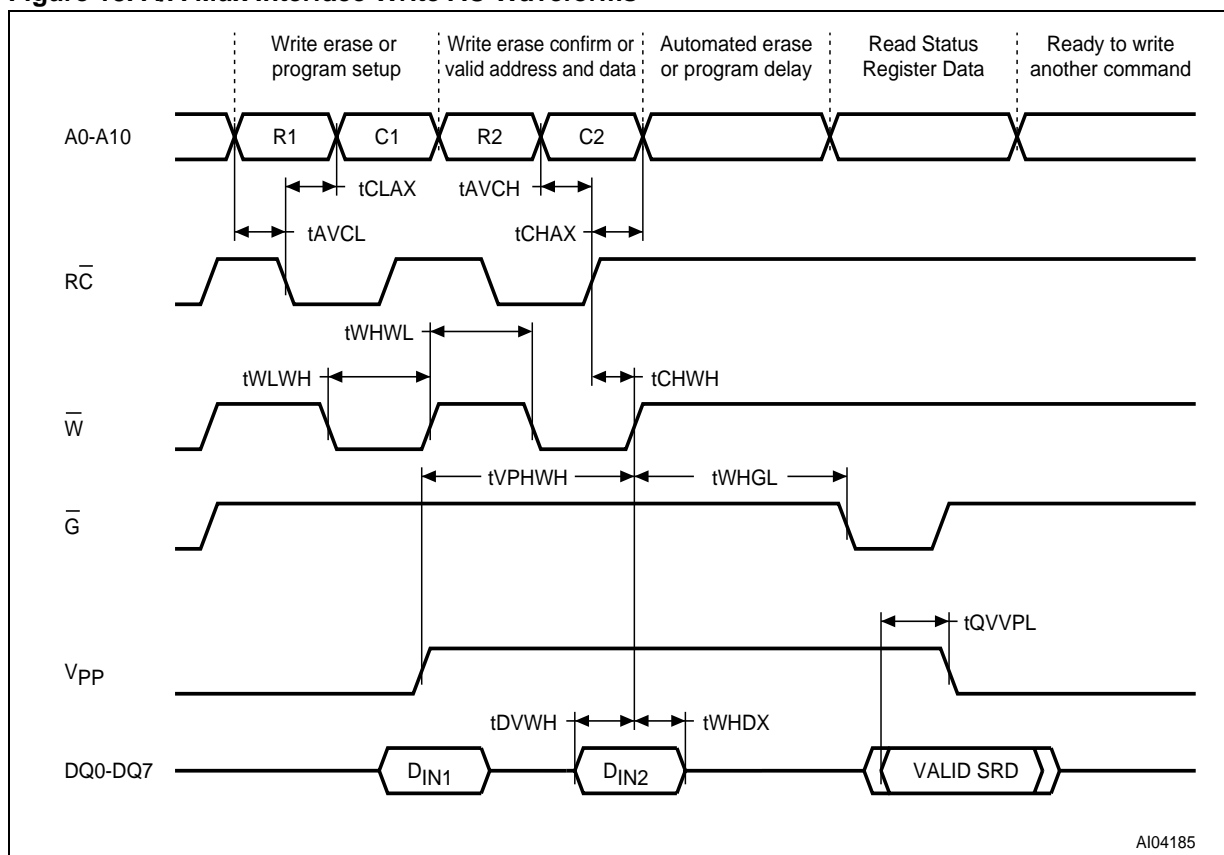 Figure A/A Mux Interface Write AC Waveforms
Write erase or program setup
Write erase confirm or valid address and data
Automated erase or program delay
Read Status Register Data
Ready to write another command
A0-A10 R1 C1 R2 C2
tCLAX tAVCH
tAVCL tCHAX
RC̅
tWHWL
tWLWH tCHWH
W̅
tVPHWH tWHGL
G̅
tQVVPL
VPP
tDVWH tWHDX
DQ0-DQ7 DIN1 DIN2 VALID SRD
AI04185